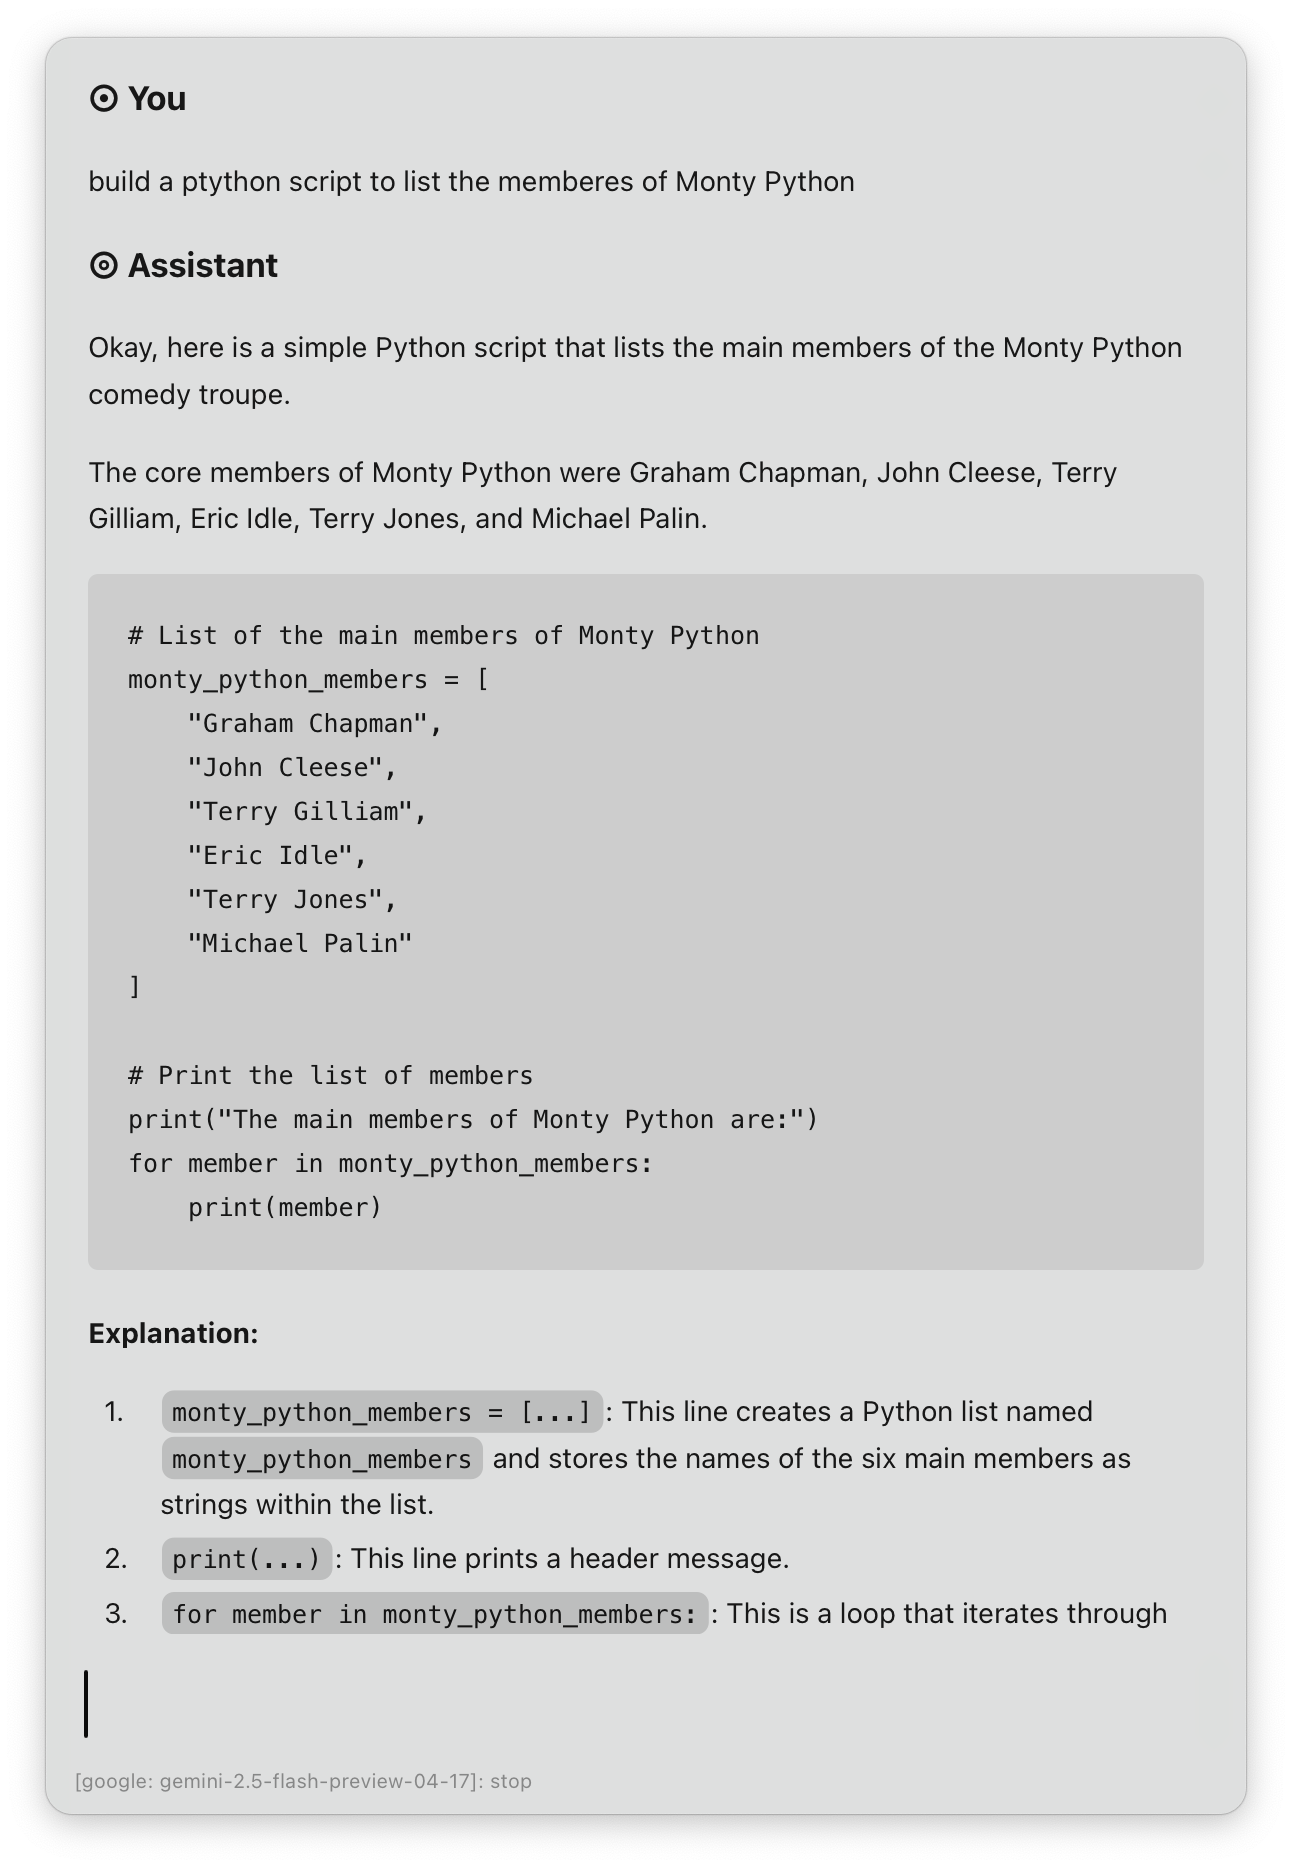 You
build a ptython script to list the memberes of Monty Python
Assistant
Okay, here is a simple Python script that lists the main members of the Monty Python
comedy troupe.
The core members of Monty Python were Graham Chapman, John Cleese, Terry
Gilliam, Eric Idle, Terry Jones, and Michael Palin.
# List of the main members of Monty Python
monty_python_members = [
    "Graham Chapman",
    "John Cleese",
    "Terry Gilliam",
    "Eric Idle",
    "Terry Jones",
    "Michael Palin"
]
# Print the list of members
print("The main members of Monty Python are:")
for member in monty_python_members:
    print(member)
Explanation:
1. monty_python_members = [...]: This line creates a Python list named
monty_python_members and stores the names of the six main members as
strings within the list.
2. print(...): This line prints a header message.
3. for member in monty_python_members:: This is a loop that iterates through
[google: gemini-2.5-flash-preview-04-17]: stop